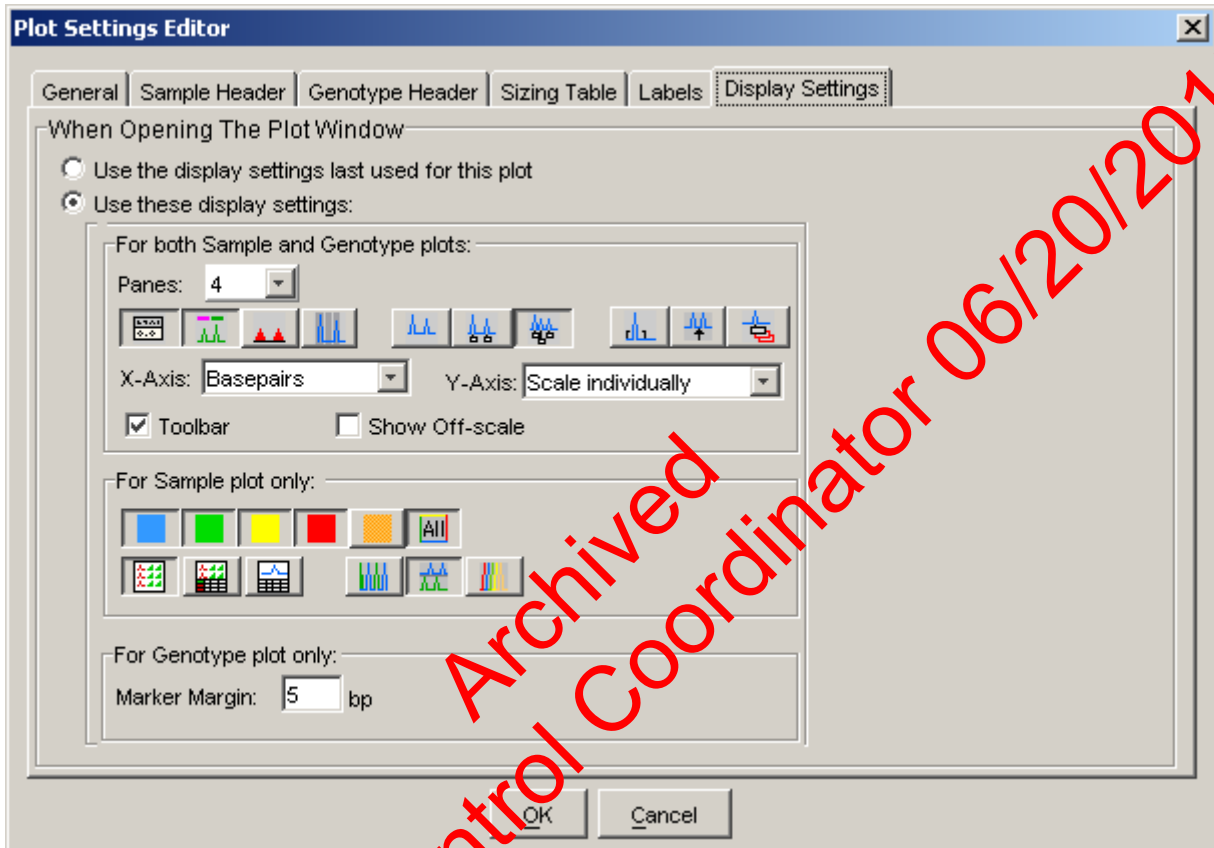 Plot Settings Editor
General Sample Header Genotype Header Sizing Table Labels Display Settings
When Opening The Plot Window
Use the display settings last used for this plot
Use these display settings:
For both Sample and Genotype plots:
Panes: 4
X-Axis: Basepairs Y-Axis: Scale individually
Toolbar Show Off-scale
For Sample plot only:
All
For Genotype plot only:
Marker Margin: 5 bp
OK Cancel
Archived
Coordinator 06/20/201